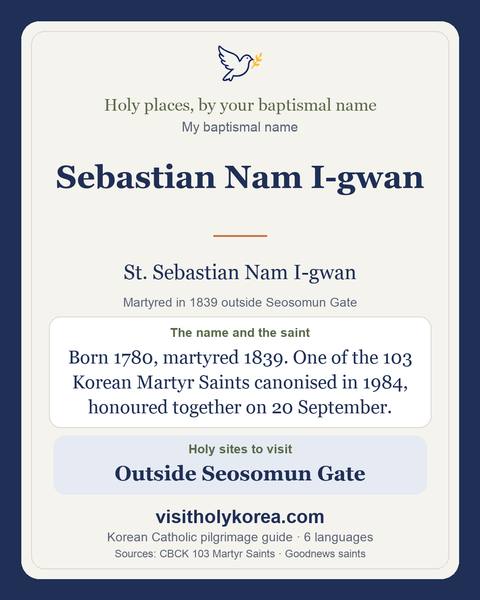 Holy places, by your baptismal name
My baptismal name
Sebastian Nam I-gwan
St. Sebastian Nam I-gwan
Martyred in 1839 outside Seosomun Gate
The name and the saint
Born 1780, martyred 1839. One of the 103
Korean Martyr Saints canonised in 1984,
honoured together on 20 September.
Holy sites to visit
Outside Seosomun Gate
visitholykorea.com
Korean Catholic pilgrimage guide · 6 languages
Sources: CBCK 103 Martyr Saints · Goodnews saints